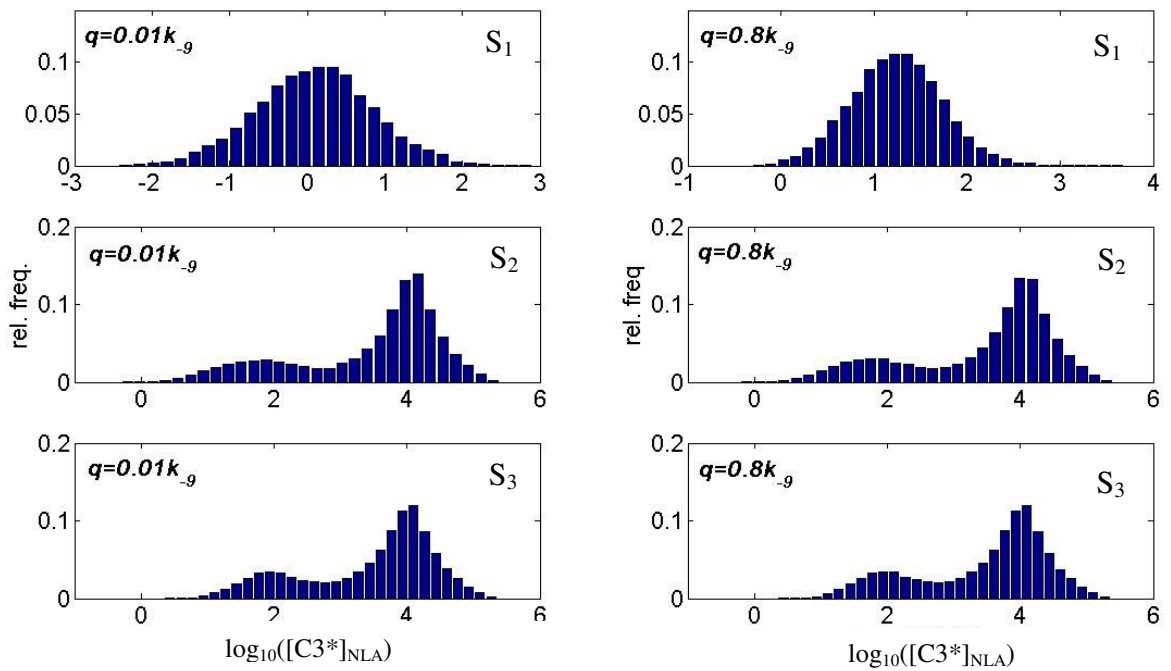 q=0.01k-9 S1
0.1
0.05
0
-3 -2 -1 0 1 2 3
q=0.8k-9 S1
0.1
0.05
0
-1 0 1 2 3 4
rel. freq.
q=0.01k-9 S2
0.2
0.1
0
0 2 4 6
rel. freq.
q=0.8k-9 S2
0.2
0.1
0
0 2 4 6
q=0.01k-9 S3
0.2
0.1
0
0 2 4 6
log10([C3*]NLA)
q=0.8k-9 S3
0.2
0.1
0
0 2 4 6
log10([C3*]NLA)